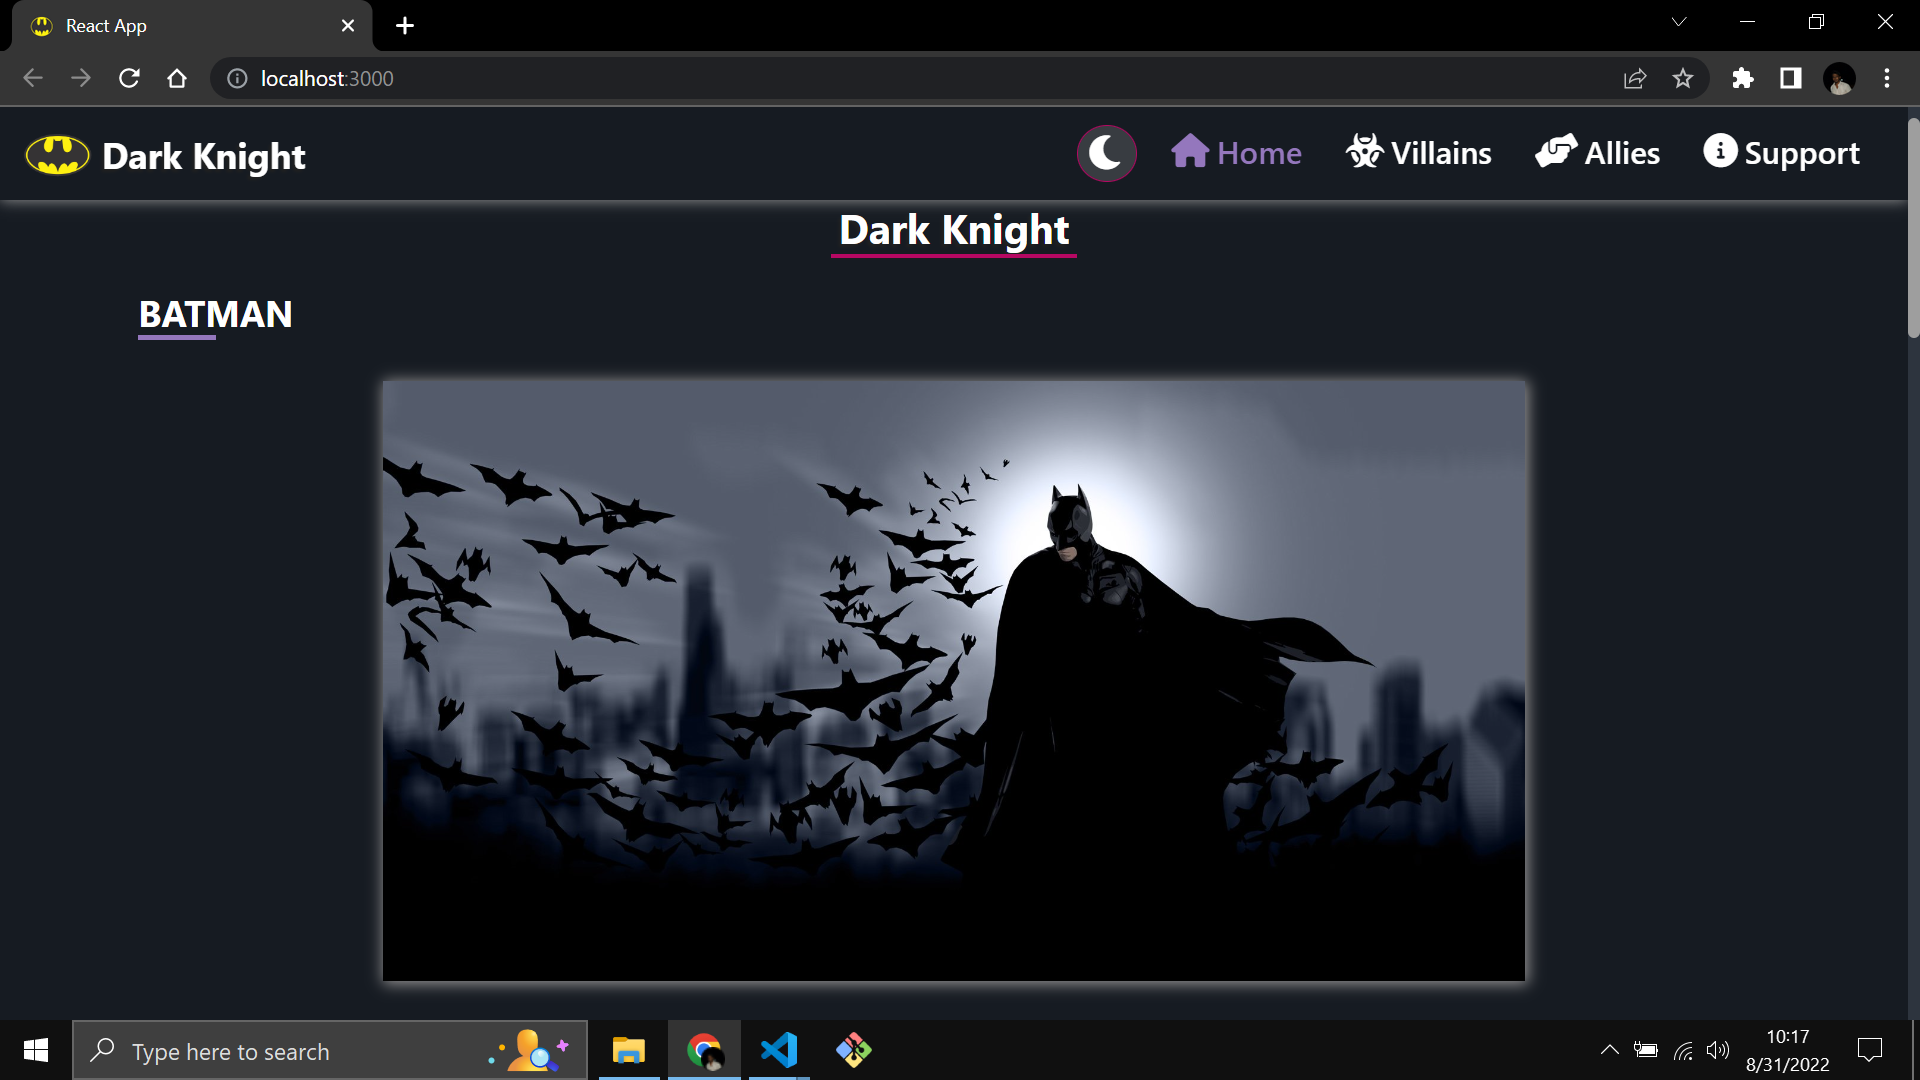 React App
localhost:3000
Dark Knight
Home
Villains
Allies
Support
Dark Knight
BATMAN
Type here to search
10:17
8/31/2022